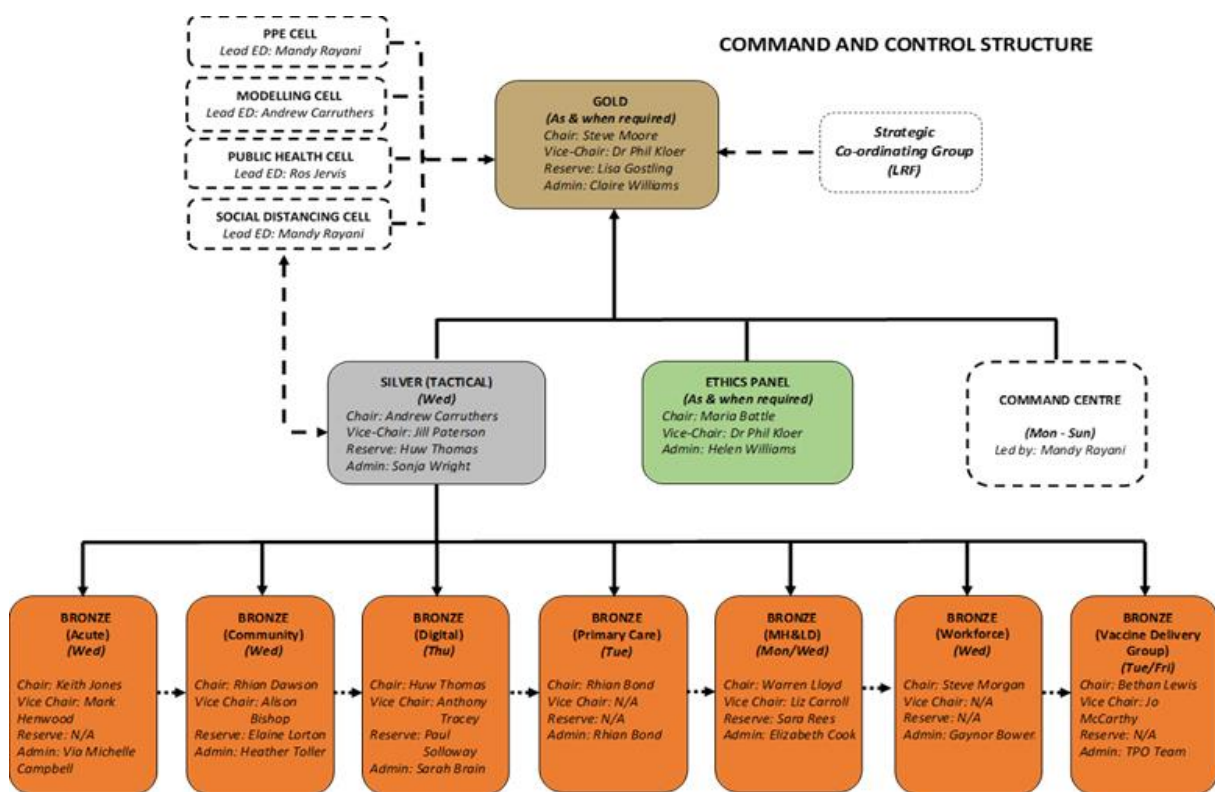 PPE CELL
Lead ED: Mandy Rayani
MODELLING CELL
Lead ED: Andrew Carruthers
PUBLIC HEALTH CELL
Lead ED: Ros Jervis
SOCIAL DISTANCING CELL
Lead ED: Mandy Rayani
COMMAND AND CONTROL STRUCTURE
GOLD
(As & when required)
Chair: Steve Moore
Vice-Chair: Dr Phil Kloer
Reserve: Lisa Gostling
Admin: Claire Williams
Strategic
Co-ordinating Group
(LRF)
SILVER (TACTICAL)
(Wed)
Chair: Andrew Carruthers
Vice-Chair: Jill Paterson
Reserve: Huw Thomas
Admin: Sonja Wright
ETHICS PANEL
(As & when required)
Chair: Maria Battle
Vice-Chair: Dr Phil Kloer
Admin: Helen Williams
COMMAND CENTRE
(Mon - Sun)
Led by: Mandy Rayani
BRONZE
(Acute)
(Wed)
Chair: Keith Jones
Vice Chair: Mark
Henwood
Reserve: N/A
Admin: Via Michelle
Campbell
BRONZE
(Community)
(Wed)
Chair: Rhian Dawson
Vice Chair: Alison
Bishop
Reserve: Elaine Lorton
Admin: Heather Toller
BRONZE
(Digital)
(Thu)
Chair: Huw Thomas
Vice Chair: Anthony
Tracey
Reserve: Paul
Solloway
Admin: Sarah Brain
BRONZE
(Primary Care)
(Tue)
Chair: Rhian Bond
Vice Chair: N/A
Reserve: N/A
Admin: Rhian Bond
BRONZE
(MH&LD)
(Mon/Wed)
Chair: Warren Lloyd
Vice Chair: Liz Carroll
Reserve: Sara Rees
Admin: Elizabeth Cook
BRONZE
(Workforce)
(Wed)
Chair: Steve Morgan
Vice Chair: N/A
Reserve: N/A
Admin: Gaynor Bower
BRONZE
(Vaccine Delivery
Group)
(Tue/Fri)
Chair: Bethan Lewis
Vice Chair: Jo
McCarthy
Reserve: N/A
Admin: TPO Team